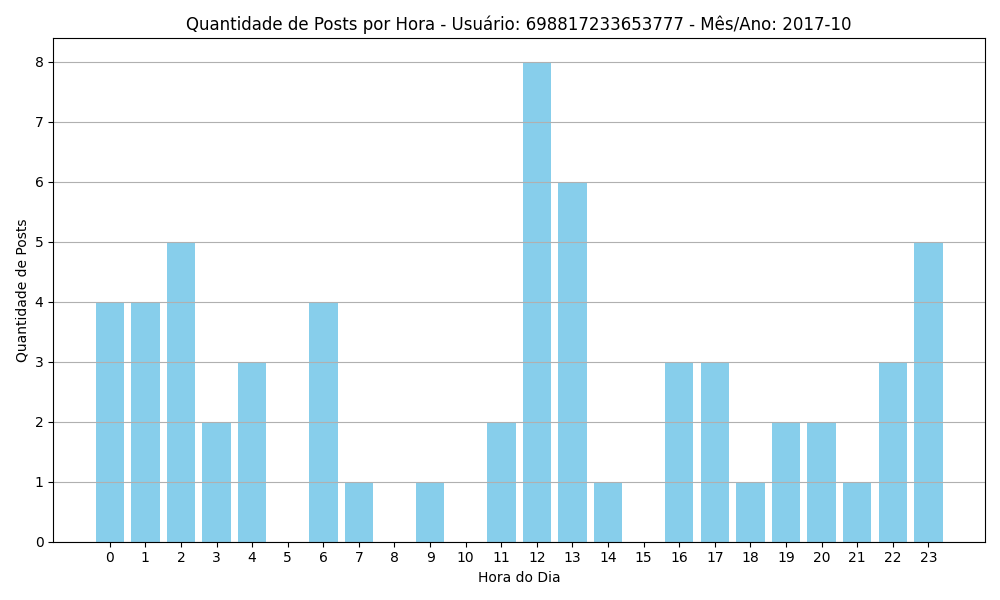 Quantidade de Posts por Hora - Usuário: 698817233653777 - Mês/Ano: 2017-10
Quantidade de Posts
8
7
6
5
4
3
2
1
0
0 1 2 3 4 5 6 7 8 9 10 11 12 13 14 15 16 17 18 19 20 21 22 23
Hora do Dia